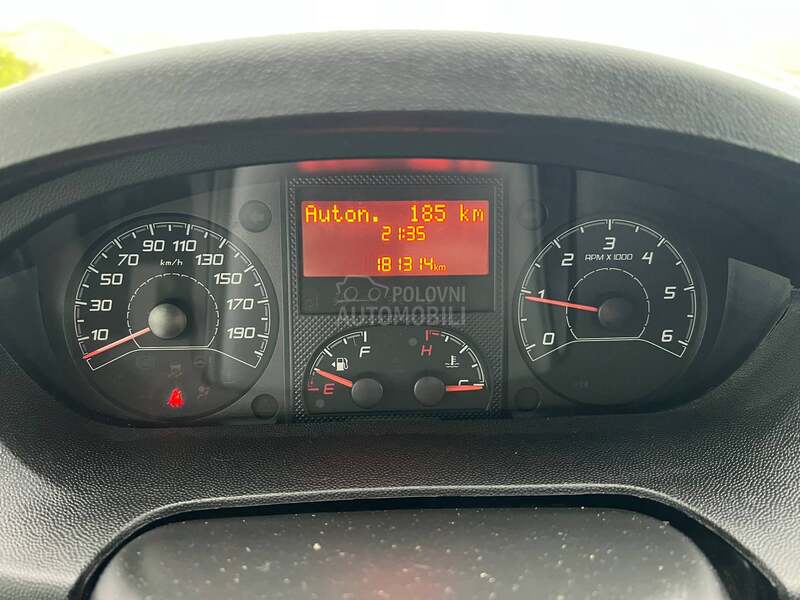 Auton. 185 km
21:35
181314km
POLOVNI
AUTOMOBILI
10 30 50 70 90 110 130 150 170 190
km/h
F
E
H
C
0 1 2 3 4 5 6
RPM X 1000